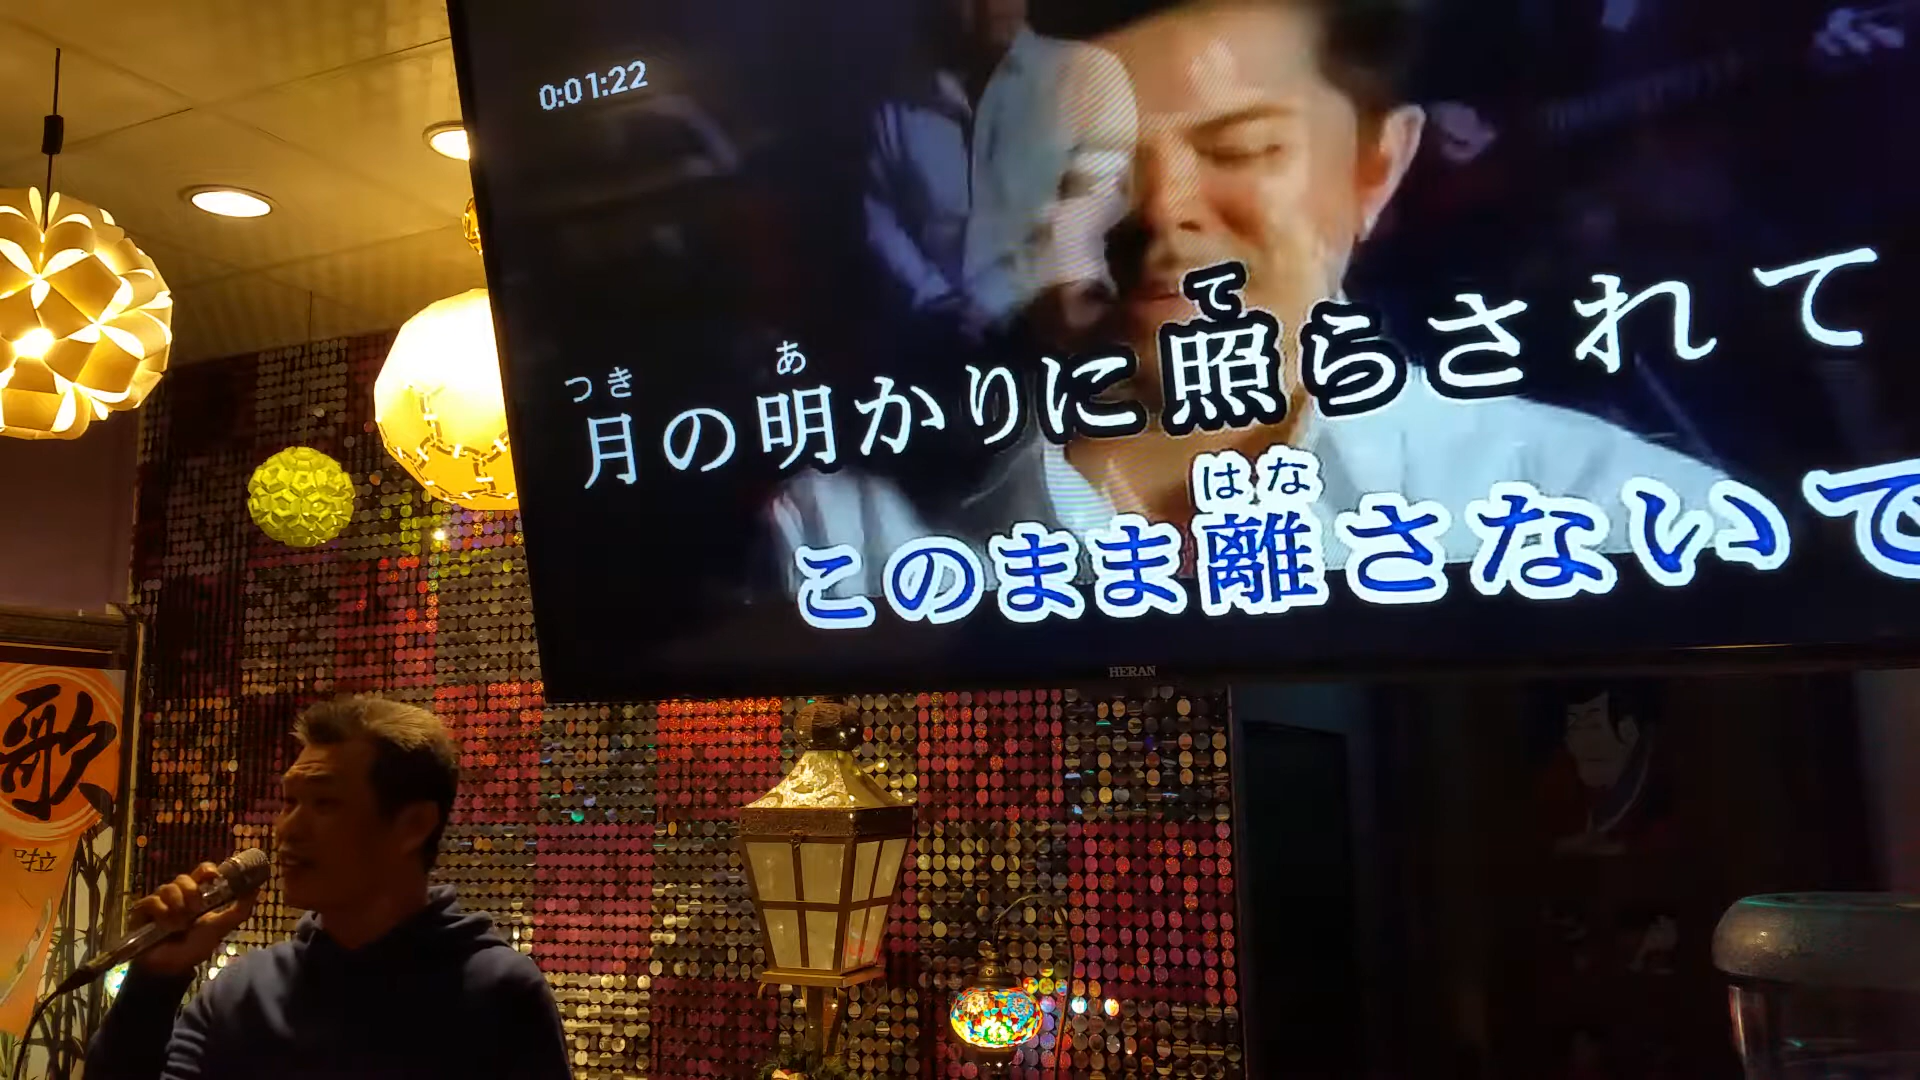 0:01:22
つき あ て
月の明かりに照らされて
はな
このまま離さないで
HERAN
歌
啦